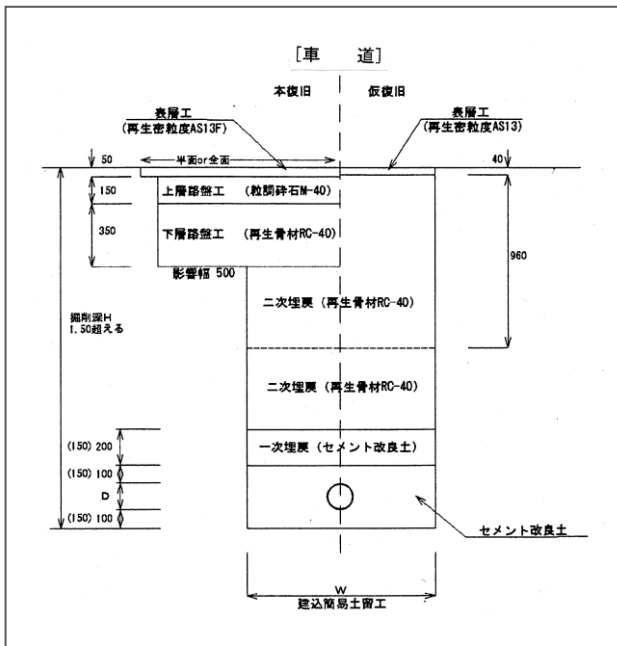 [車 道]
本復旧 仮復旧
表層工
(再生密粒度AS13F)
表層工
(再生密粒度AS13)
50
半面or全面
40
150
上層路盤工 (粒調砕石M-40)
350
下層路盤工 (再生骨材RC-40)
影響幅 500
960
二次埋戻(再生骨材RC-40)
掘削深H
1.50超える
二次埋戻(再生骨材RC-40)
(150) 200
一次埋戻(セメント改良土)
(150) 100
D
(150) 100
セメント改良土
W
建込簡易土留工